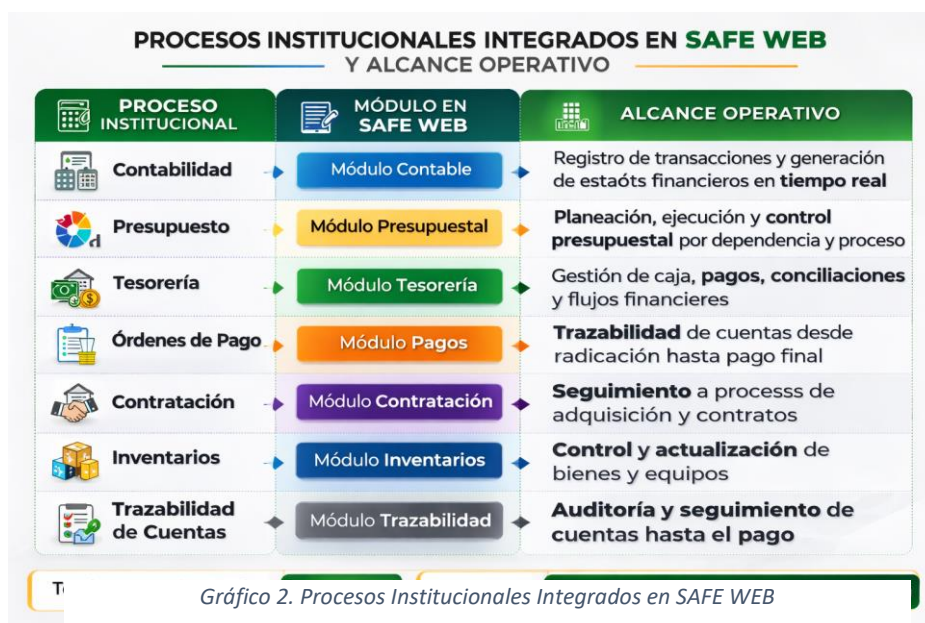 PROCESOS INSTITUCIONALES INTEGRADOS EN SAFE WEB
Y ALCANCE OPERATIVO
PROCESO
INSTITUCIONAL
MÓDULO EN
SAFE WEB
ALCANCE OPERATIVO
Contabilidad
Módulo Contable
Registro de transacciones y generación
de estaóts financieros en tiempo real
Presupuesto
Módulo Presupuestal
Planeación, ejecución y control
presupuestal por dependencia y proceso
Tesorería
Módulo Tesorería
Gestión de caja, pagos, conciliaciones
y flujos financieres
Órdenes de Pago
Módulo Pagos
Trazabilidad de cuentas desde
radicación hasta pago final
Contratación
Módulo Contratación
Seguimiento a processs de
adquisición y contratos
Inventarios
Módulo Inventarios
Control y actualización de
bienes y equipos
Trazabilidad
de Cuentas
Módulo Trazabilidad
Auditoría y seguimiento de
cuentas hasta el pago
Gráfico 2. Procesos Institucionales Integrados en SAFE WEB